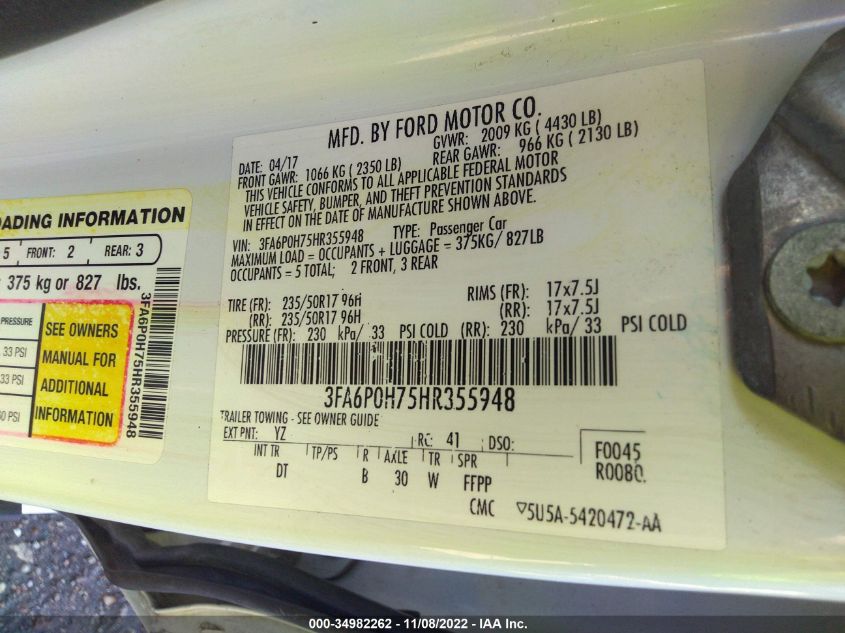 OADING INFORMATION
5 FRONT: 2 REAR: 3
375 kg or 827 lbs.
PRESSURE
33 PSI
33 PSI
60 PSI
SEE OWNERS
MANUAL FOR
ADDITIONAL
INFORMATION
3FA6P0H75HR355948
MFD. BY FORD MOTOR CO.
DATE: 04/17 GVWR: 2009 KG ( 4430 LB)
FRONT GAWR: 1066 KG ( 2350 LB) REAR GAWR: 966 KG ( 2130 LB)
THIS VEHICLE CONFORMS TO ALL APPLICABLE FEDERAL MOTOR
VEHICLE SAFETY, BUMPER, AND THEFT PREVENTION STANDARDS
IN EFFECT ON THE DATE OF MANUFACTURE SHOWN ABOVE.
VIN: 3FA6P0H75HR355948 TYPE: Passenger Car
MAXIMUM LOAD = OCCUPANTS + LUGGAGE = 375KG/ 827LB
OCCUPANTS = 5 TOTAL; 2 FRONT, 3 REAR
TIRE (FR): 235/50R17 96H RIMS (FR): 17x7.5J
(RR): 235/50R17 96H (RR): 17x7.5J
PRESSURE (FR): 230 kPa/ 33 PSI COLD (RR): 230 kPa/ 33 PSI COLD
3FA6P0H75HR355948
TRAILER TOWING - SEE OWNER GUIDE
EXT PNT: YZ RC: 41 DSO: F0045
INT TR TP/PS R AXLE TR SPR R0080
DT B 30 W FFPP
CMC ▽5U5A-5420472-AA
000-34982262 - 11/08/2022 - IAA Inc.